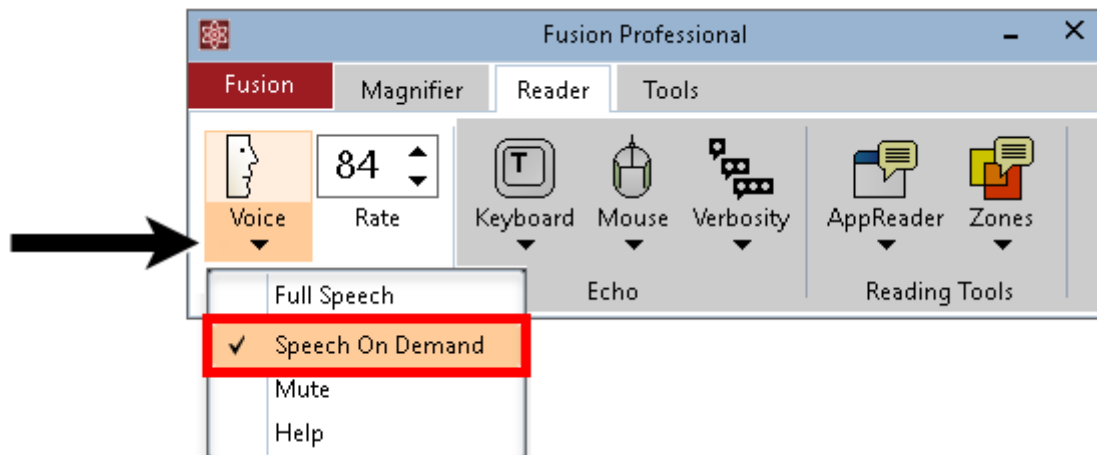 Fusion Professional
Fusion Magnifier Reader Tools
84
T
Voice Rate Keyboard Mouse Verbosity AppReader Zones
Echo Reading Tools
Full Speech
Speech On Demand
Mute
Help